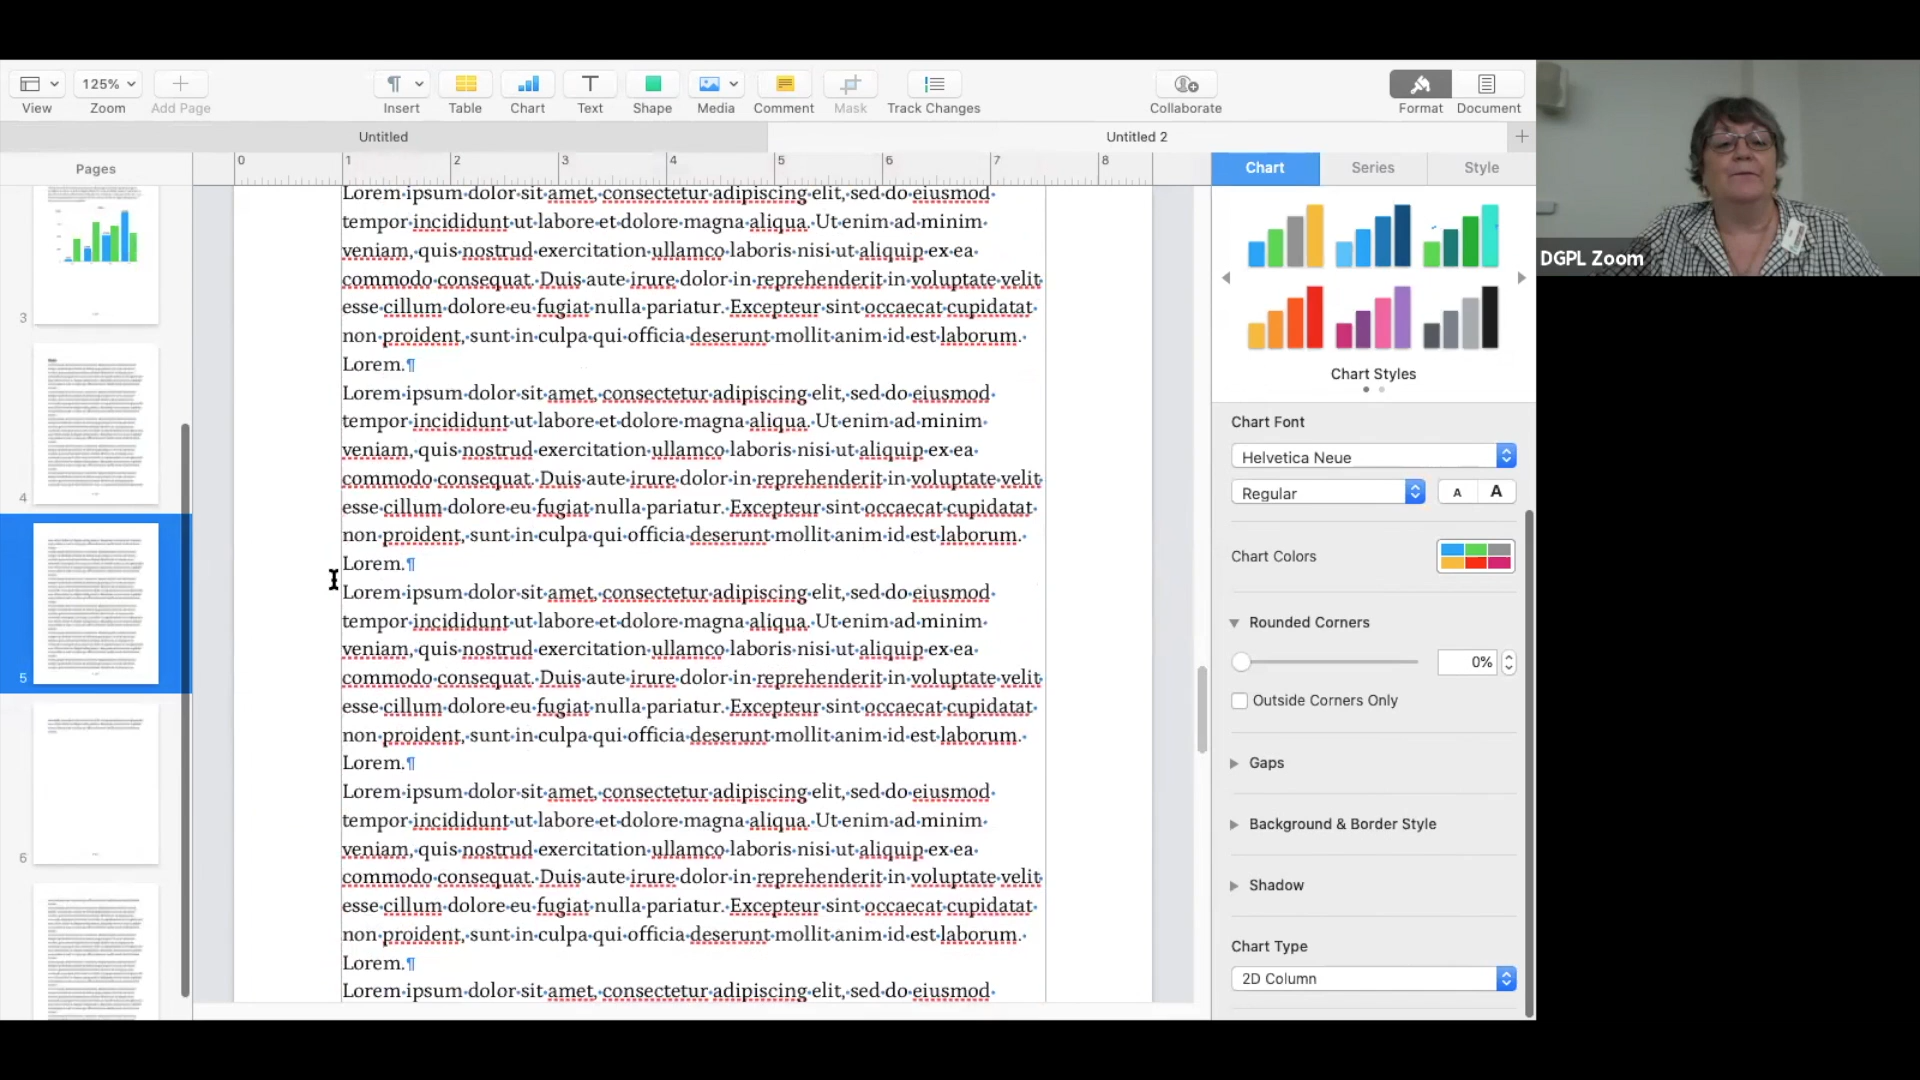 125%
View
Zoom
Add Page
Insert
Table
Chart
Text
Shape
Media
Comment
Mask
Track Changes
Collaborate
Format
Document
Untitled
Untitled 2
Pages
0 1 2 3 4 5 6 7 8
Chart
Series
Style
3
4
5
6
Lorem ipsum dolor sit amet, consectetur adipiscing elit, sed do eiusmod
tempor incididunt ut labore et dolore magna aliqua. Ut enim ad minim
veniam, quis nostrud exercitation ullamco laboris nisi ut aliquip ex ea
commodo consequat. Duis aute irure dolor in reprehenderit in voluptate velit
esse cillum dolore eu fugiat nulla pariatur. Excepteur sint occaecat cupidatat
non proident, sunt in culpa qui officia deserunt mollit anim id est laborum.
Lorem.¶
Lorem ipsum dolor sit amet, consectetur adipiscing elit, sed do eiusmod
tempor incididunt ut labore et dolore magna aliqua. Ut enim ad minim
veniam, quis nostrud exercitation ullamco laboris nisi ut aliquip ex ea
commodo consequat. Duis aute irure dolor in reprehenderit in voluptate velit
esse cillum dolore eu fugiat nulla pariatur. Excepteur sint occaecat cupidatat
non proident, sunt in culpa qui officia deserunt mollit anim id est laborum.
Lorem.¶
Lorem ipsum dolor sit amet, consectetur adipiscing elit, sed do eiusmod
tempor incididunt ut labore et dolore magna aliqua. Ut enim ad minim
veniam, quis nostrud exercitation ullamco laboris nisi ut aliquip ex ea
commodo consequat. Duis aute irure dolor in reprehenderit in voluptate velit
esse cillum dolore eu fugiat nulla pariatur. Excepteur sint occaecat cupidatat
non proident, sunt in culpa qui officia deserunt mollit anim id est laborum.
Lorem.¶
Lorem ipsum dolor sit amet, consectetur adipiscing elit, sed do eiusmod
tempor incididunt ut labore et dolore magna aliqua. Ut enim ad minim
veniam, quis nostrud exercitation ullamco laboris nisi ut aliquip ex ea
commodo consequat. Duis aute irure dolor in reprehenderit in voluptate velit
esse cillum dolore eu fugiat nulla pariatur. Excepteur sint occaecat cupidatat
non proident, sunt in culpa qui officia deserunt mollit anim id est laborum.
Lorem.¶
Lorem ipsum dolor sit amet, consectetur adipiscing elit, sed do eiusmod
Chart Styles
Chart Font
Helvetica Neue
Regular
A A
Chart Colors
Rounded Corners
0%
Outside Corners Only
Gaps
Background & Border Style
Shadow
Chart Type
2D Column
DGPL Zoom